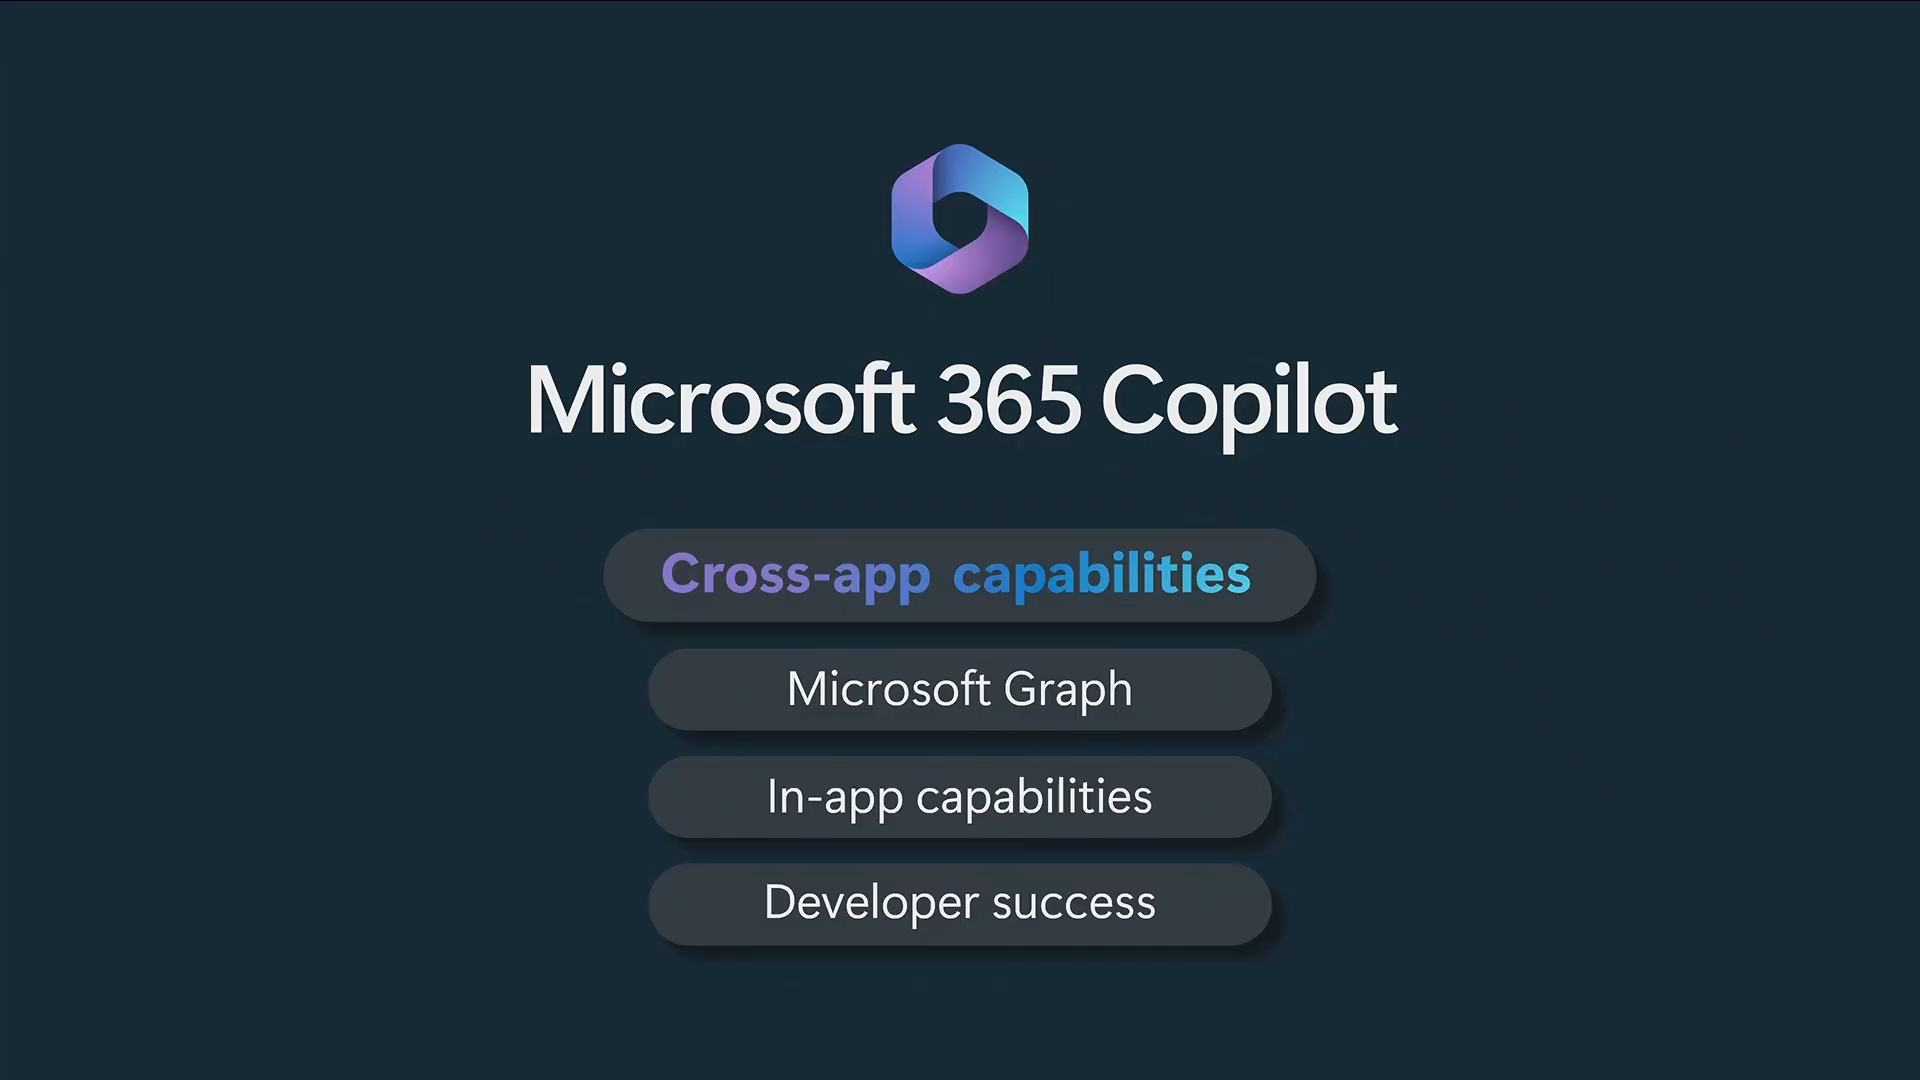 Microsoft 365 Copilot
Cross-app capabilities
Microsoft Graph
In-app capabilities
Developer success